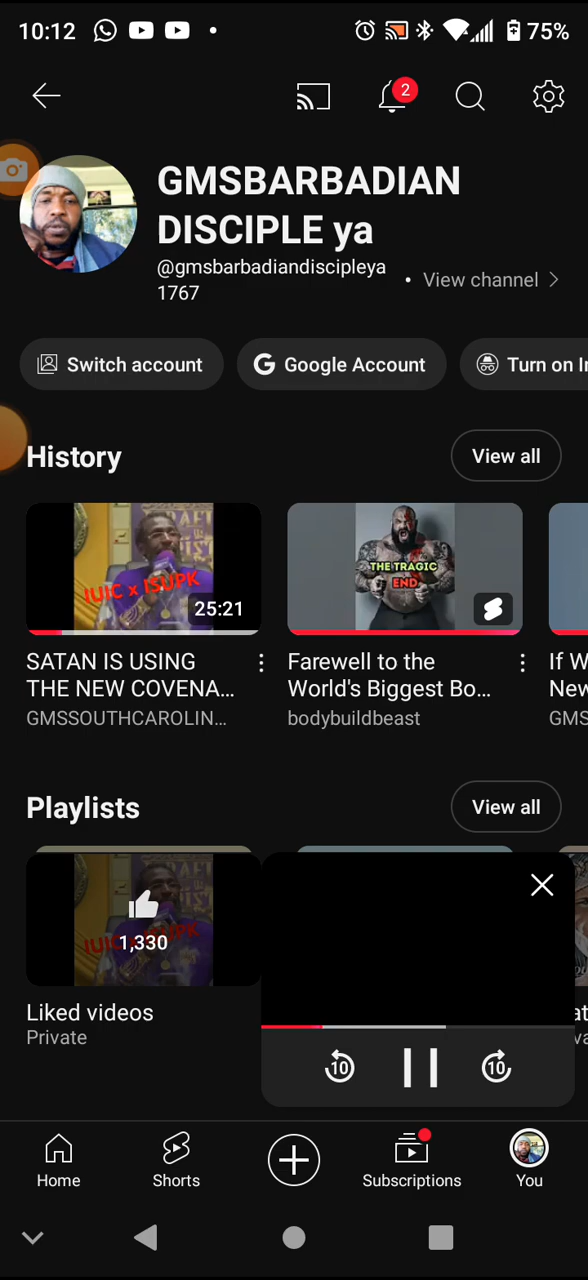 10:12
75%
2
GMSBARBADIAN
DISCIPLE ya
@gmsbarbadiandiscipleya
1767
• View channel
Switch account
Google Account
Turn on
History
View all
IUIC x ISUPK
25:21
THE TRAGIC
END
SATAN IS USING
THE NEW COVENA...
GMSSOUTHCAROLIN...
Farewell to the
World's Biggest Bo...
bodybuildbeast
If W
New
GMS
Playlists
View all
IUIC x ISUPK
1,330
Liked videos
Private
10
10
Home
Shorts
Subscriptions
You